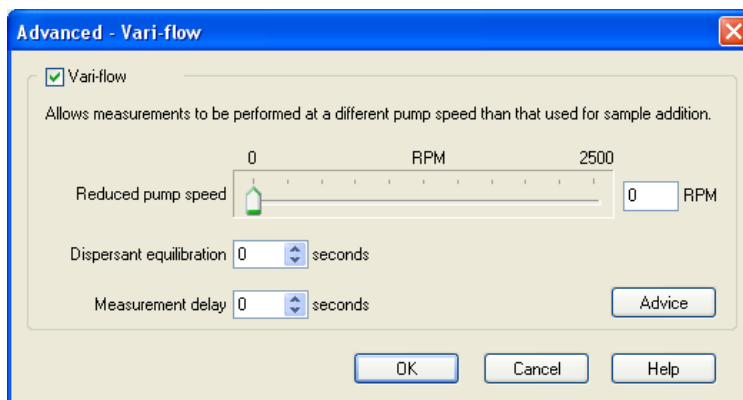 Advanced - Vari-flow
Vari-flow
Allows measurements to be performed at a different pump speed than that used for sample addition.
0 RPM 2500
Reduced pump speed 0 RPM
Dispersant equilibration 0 seconds
Measurement delay 0 seconds Advice
OK Cancel Help